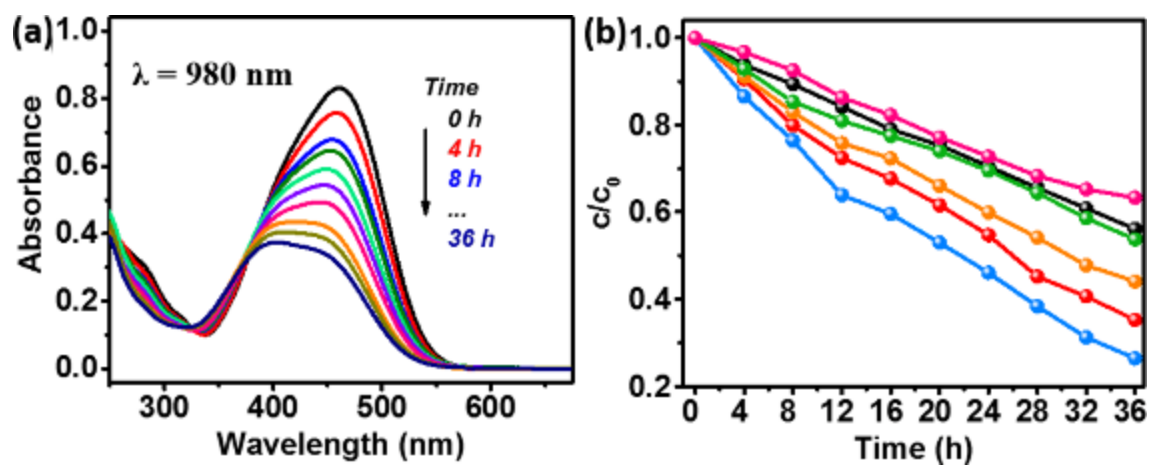 (a)
λ = 980 nm
Time
0 h
4 h
8 h
...
36 h
1.0
0.8
0.6
0.4
0.2
0.0
Absorbance
300 400 500 600
Wavelength (nm)
(b)
1.0
0.8
0.6
0.4
0.2
c/c₀
0 4 8 12 16 20 24 28 32 36
Time (h)